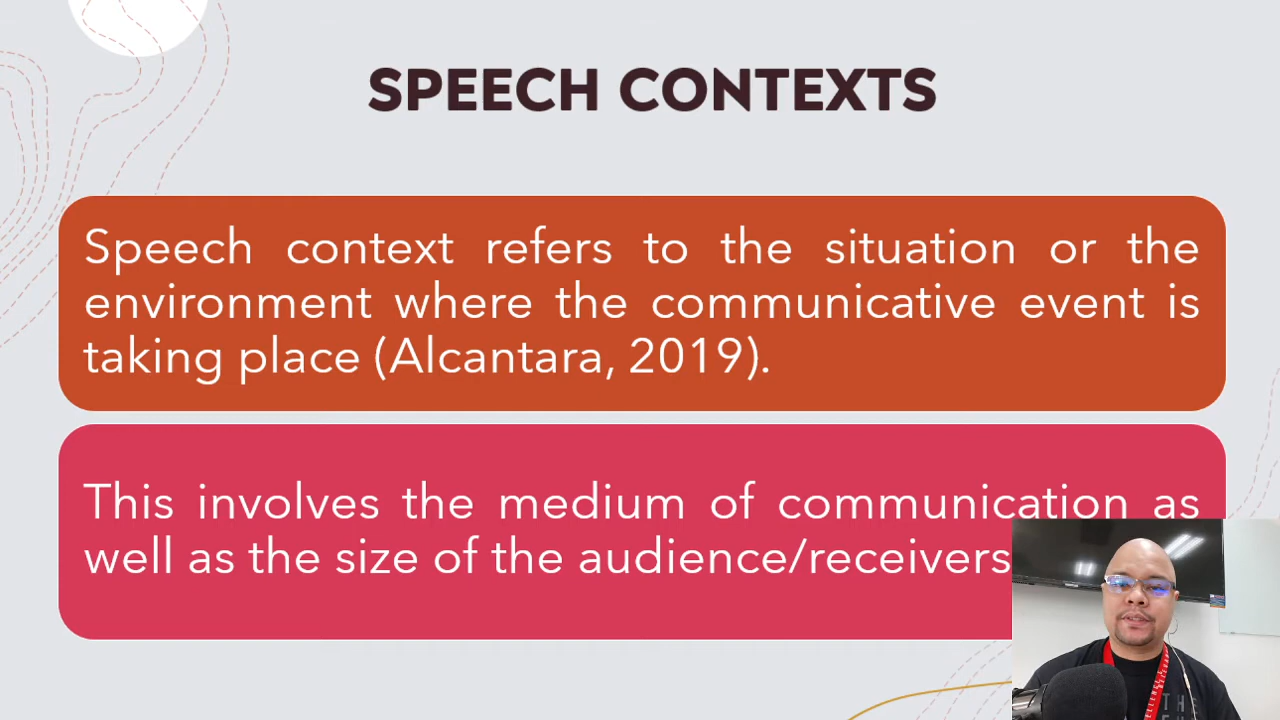 SPEECH CONTEXTS
Speech context refers to the situation or the
environment where the communicative event is
taking place (Alcantara, 2019).
This involves the medium of communication as
well as the size of the audience/receivers